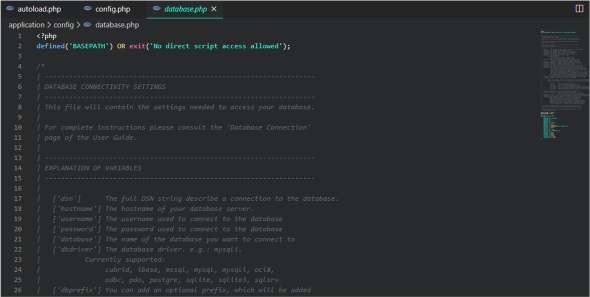 autoload.php config.php database.php
application > config > database.php
1 <?php
2 defined('BASEPATH') OR exit('No direct script access allowed');
3
4 /*
5 | -------------------------------------------------------------------
6 | DATABASE CONNECTIVITY SETTINGS
7 | -------------------------------------------------------------------
8 | This file will contain the settings needed to access your database.
9 |
10 | For complete instructions please consult the 'Database Connection'
11 | page of the User Guide.
12 |
13 | -------------------------------------------------------------------
14 | EXPLANATION OF VARIABLES
15 | -------------------------------------------------------------------
16 |
17 | ['dsn'] The full DSN string describe a connection to the database.
18 | ['hostname'] The hostname of your database server.
19 | ['username'] The username used to connect to the database
20 | ['password'] The password used to connect to the database
21 | ['database'] The name of the database you want to connect to
22 | ['dbdriver'] The database driver. e.g.: mysqli.
23 | Currently supported:
24 | cubrid, ibase, mssql, mysql, mysqli, oci8,
25 | odbc, pdo, postgre, sqlite, sqlite3, sqlsrv
26 | ['dbprefix'] You can add an optional prefix, which will be added